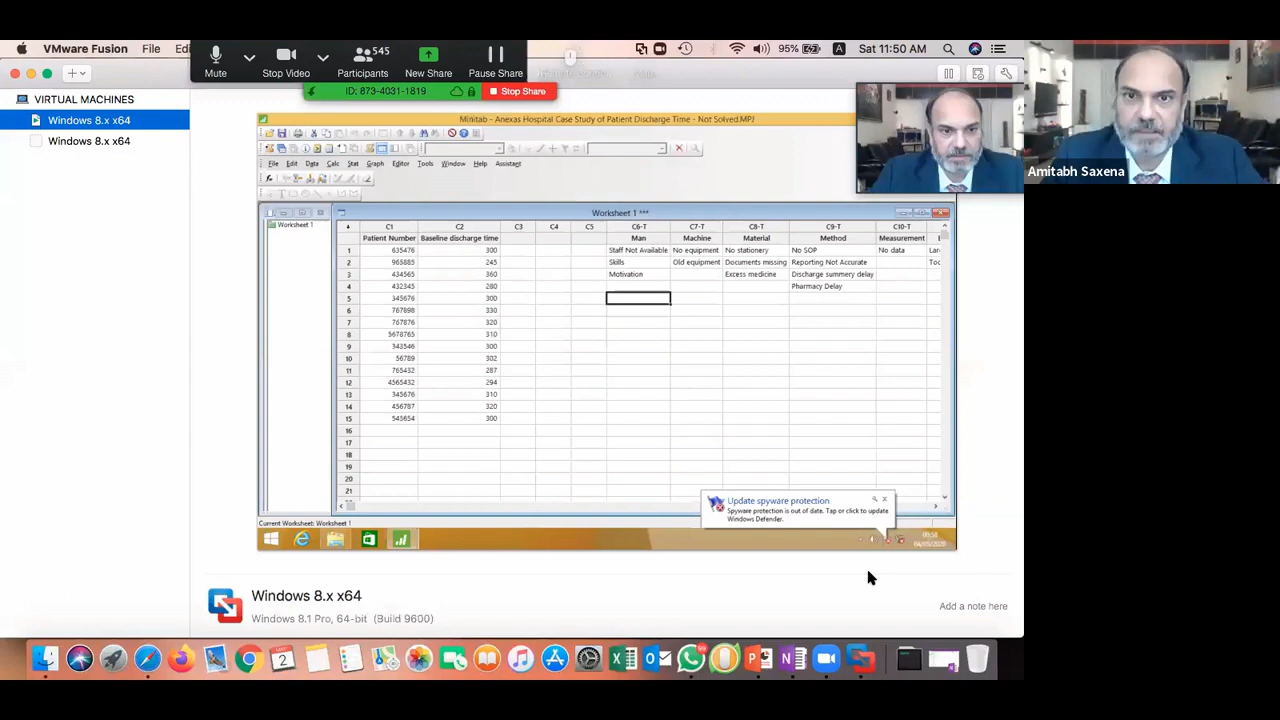 VMware Fusion File Ed
545
95% A Sat 11:50 AM
Mute Stop Video Participants New Share Pause Share
ID: 873-4031-1819 Stop Share
VIRTUAL MACHINES
Windows 8.x x64
Windows 8.x x64
Amitabh Saxena
Minitab - Anexas Hospital Case Study of Patient Discharge Time - Not Solved.MPJ
File Edit Data Calc Stat Graph Editor Tools Window Help Assistant
Worksheet 1 ***
Worksheet 1
C1 C2 C3 C4 C5 C6-T C7-T C8-T C9-T C10-T
Patient Number Baseline discharge time Man Machine Material Method Measurement
1 635476 300 Staff Not Available No equipment No stationery No SOP No data Lar
2 965885 245 Skills Old equipment Documents missing Reporting Not Accurate Too
3 434565 360 Motivation Excess medicine Discharge summery delay
4 432345 280 Pharmacy Delay
5 345676 300
6 767898 330
7 767876 320
8 5678765 310
9 343546 300
10 56789 302
11 765432 287
12 4565432 294
13 345676 310
14 456787 320
15 545654 300
16
17
18
19
20
21
Update spyware protection
Spyware protection is out of date. Tap or click to update
Windows Defender.
Current Worksheet: Worksheet 1
Windows 8.x x64
Windows 8.1 Pro, 64-bit (Build 9600)
Add a note here
2